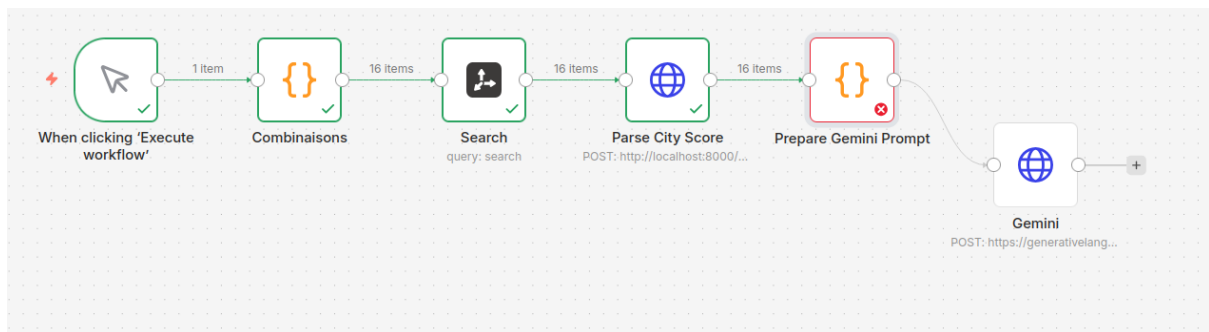 1 item
16 items
16 items
16 items
{}
{}
When clicking ‘Execute
workflow’
Combinaisons
Search
query: search
Parse City Score
POST: http://localhost:8000/...
Prepare Gemini Prompt
Gemini
POST: https://generativelang...